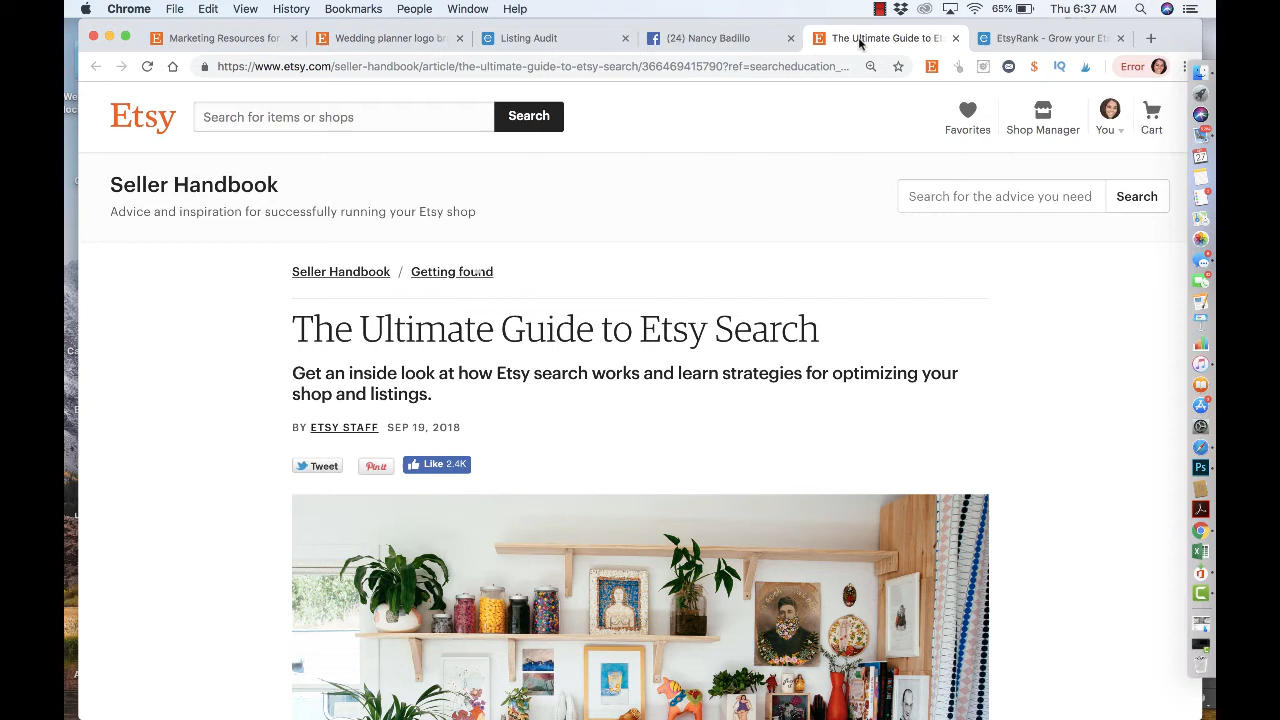 Chrome File Edit View History Bookmarks People Window Help 65% Thu 6:37 AM
Marketing Resources for
Wedding planner logo br
Listing Audit
(24) Nancy Badillo
The Ultimate Guide to Ets
EtsyRank - Grow your Ets
https://www.etsy.com/seller-handbook/article/the-ultimate-guide-to-etsy-search/366469415790?ref=searcheducation_... Error
Etsy
Search for items or shops
Search
Favorites
Shop Manager
You
Cart
Seller Handbook
Advice and inspiration for successfully running your Etsy shop
Search for the advice you need
Search
Seller Handbook / Getting found
The Ultimate Guide to Etsy Search
Get an inside look at how Etsy search works and learn strategies for optimizing your
shop and listings.
BY ETSY STAFF SEP 19, 2018
Tweet
Pin it
Like 2.4K